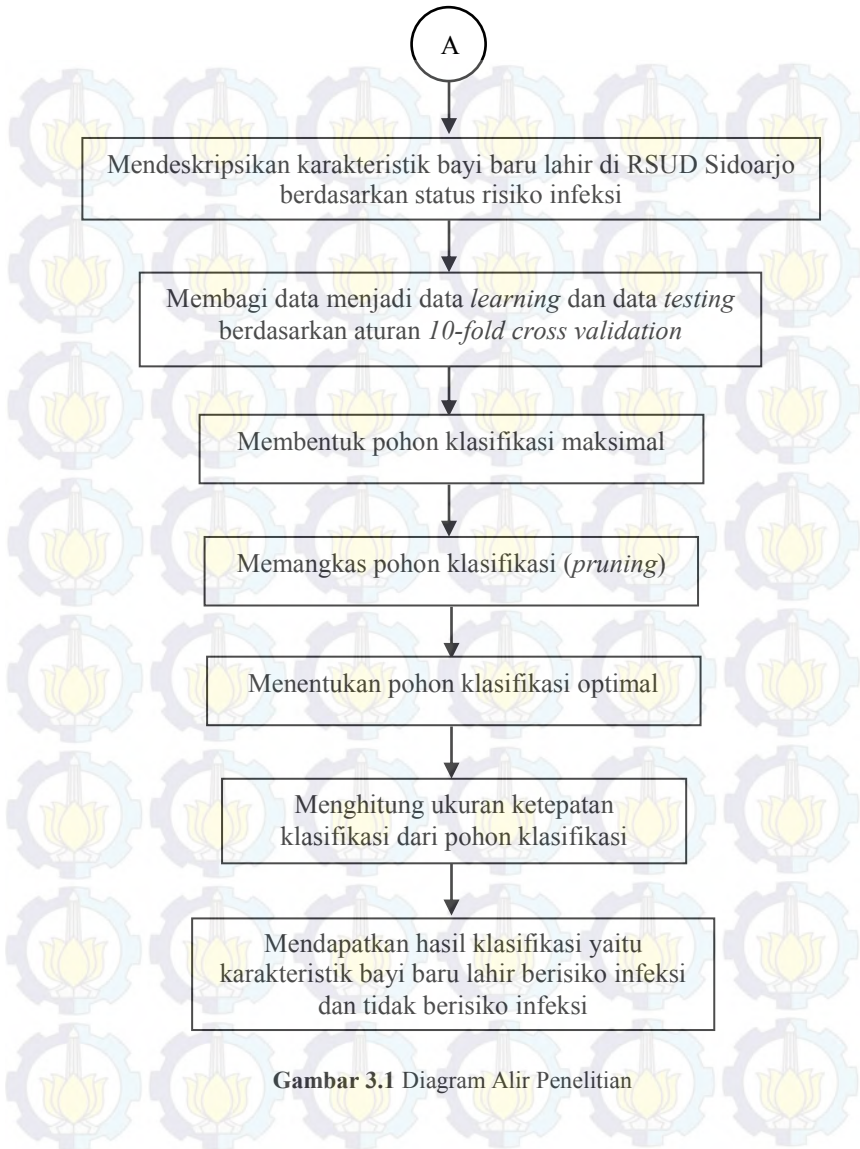 A
Mendeskripsikan karakteristik bayi baru lahir di RSUD Sidoarjo
berdasarkan status risiko infeksi
Membagi data menjadi data learning dan data testing
berdasarkan aturan 10-fold cross validation
Membentuk pohon klasifikasi maksimal
Memangkas pohon klasifikasi (pruning)
Menentukan pohon klasifikasi optimal
Menghitung ukuran ketepatan
klasifikasi dari pohon klasifikasi
Mendapatkan hasil klasifikasi yaitu
karakteristik bayi baru lahir berisiko infeksi
dan tidak berisiko infeksi
Gambar 3.1 Diagram Alir Penelitian